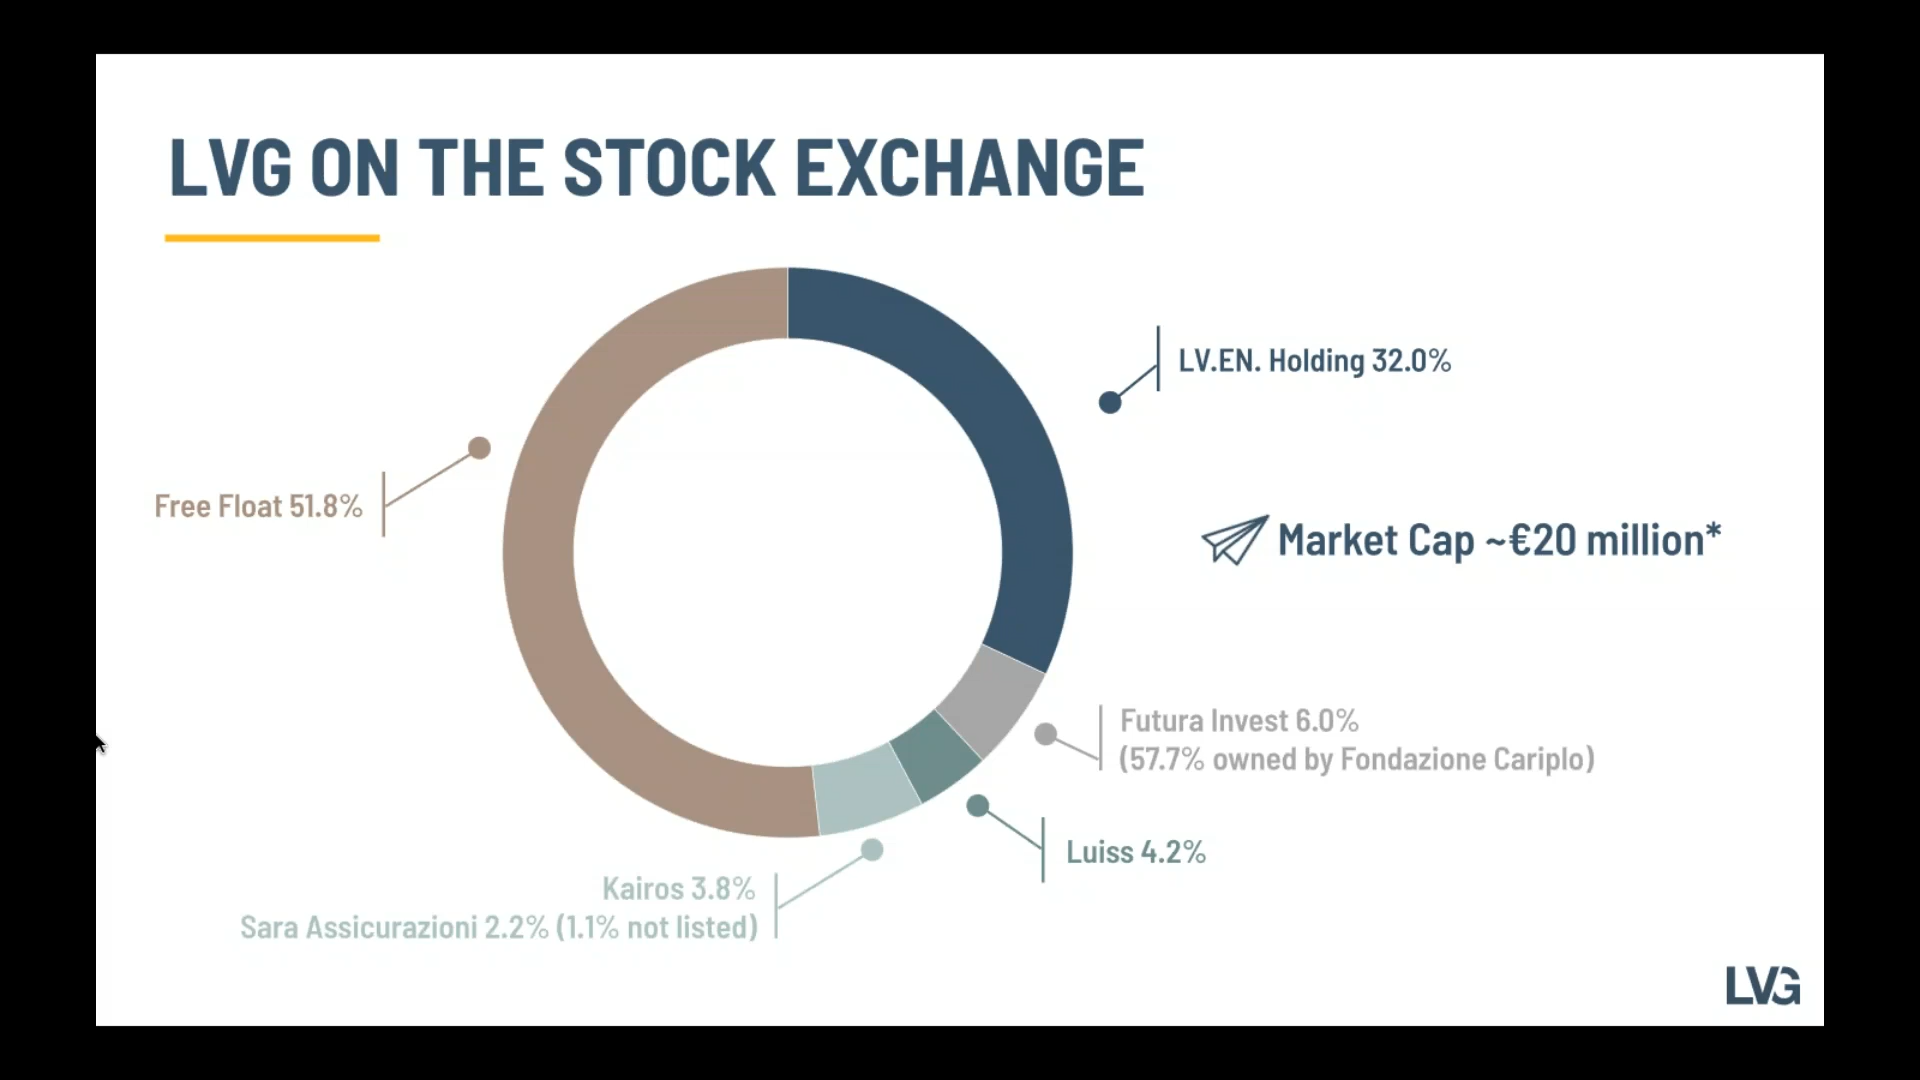 LVG ON THE STOCK EXCHANGE
LV.EN. Holding 32.0%
Free Float 51.8%
Market Cap ~€20 million*
Futura Invest 6.0%
(57.7% owned by Fondazione Cariplo)
Luiss 4.2%
Kairos 3.8%
Sara Assicurazioni 2.2% (1.1% not listed)
LVG